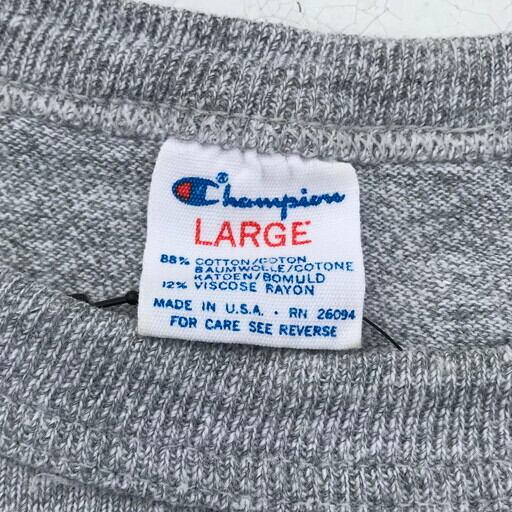 Champion®
LARGE
88% COTTON/COTON
BAUMWOLLE/COTONE
KATOEN/BOMULD
12% VISCOSE RAYON
MADE IN U.S.A. · RN 26094
FOR CARE SEE REVERSE